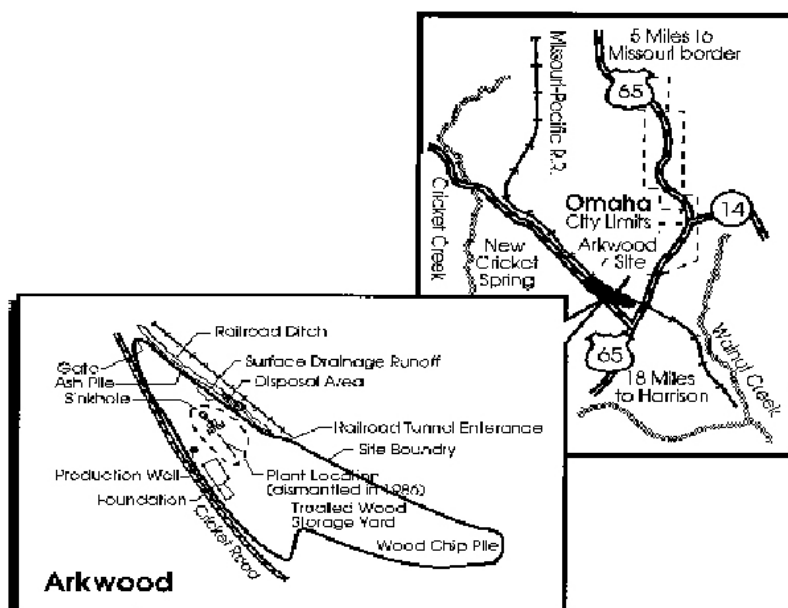 5 Miles to
Missouri border
65
Missouri-Pacific R.R.
Omaha
City Limits
14
Arkwood
Site
Cricket Creek
New
Cricket
Spring
65
18 Miles
to Harrison
Walnut Creek
Railroad Ditch
Gate
Surface Drainage Runoff
Ash Pile
Disposal Area
Sinkhole
Railroad Tunnel Enterance
Site Boundry
Production Well
Plant Location
(dismantled in 1986)
Foundation
Treated Wood
Storage Yard
Cricket Road
Wood Chip Pile
Arkwood